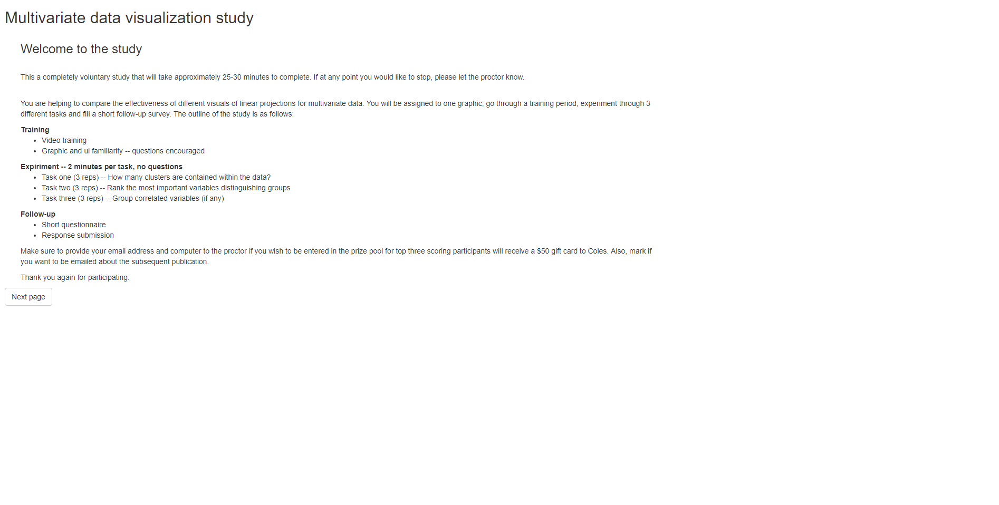 Multivariate data visualization study
Welcome to the study
This a completely voluntary study that will take approximately 25-30 minutes to complete. If at any point you would like to stop, please let the proctor know.
You are helping to compare the effectiveness of different visuals of linear projections for multivariate data. You will be assigned to one graphic, go through a training period, experiment through 3
different tasks and fill a short follow-up survey. The outline of the study is as follows:
Training
• Video training
• Graphic and ui familiarity -- questions encouraged
Expiriment -- 2 minutes per task, no questions
• Task one (3 reps) -- How many clusters are contained within the data?
• Task two (3 reps) -- Rank the most important variables distinguishing groups
• Task three (3 reps) -- Group correlated variables (if any)
Follow-up
• Short questionnaire
• Response submission
Make sure to provide your email address and computer to the proctor if you wish to be entered in the prize pool for top three scoring participants will receive a $50 gift card to Coles. Also, mark if
you want to be emailed about the subsequent publication.
Thank you again for participating.
Next page